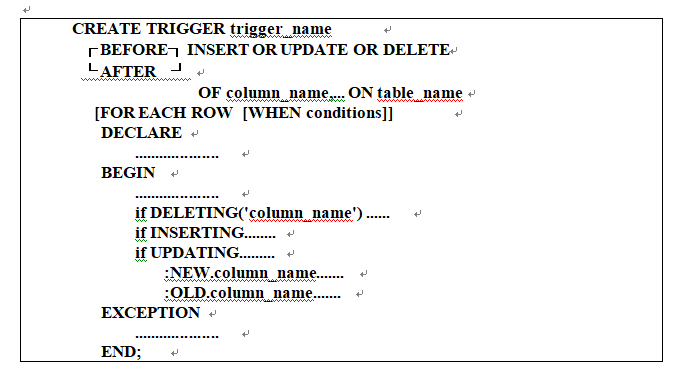 CREATE TRIGGER trigger_name
BEFORE INSERT OR UPDATE OR DELETE
AFTER
OF column_name,... ON table_name
[FOR EACH ROW [WHEN conditions]]
DECLARE
.....................
BEGIN
.....................
if DELETING('column_name') ......
if INSERTING........
if UPDATING.........
:NEW.column_name.......
:OLD.column_name.......
EXCEPTION
.....................
END;